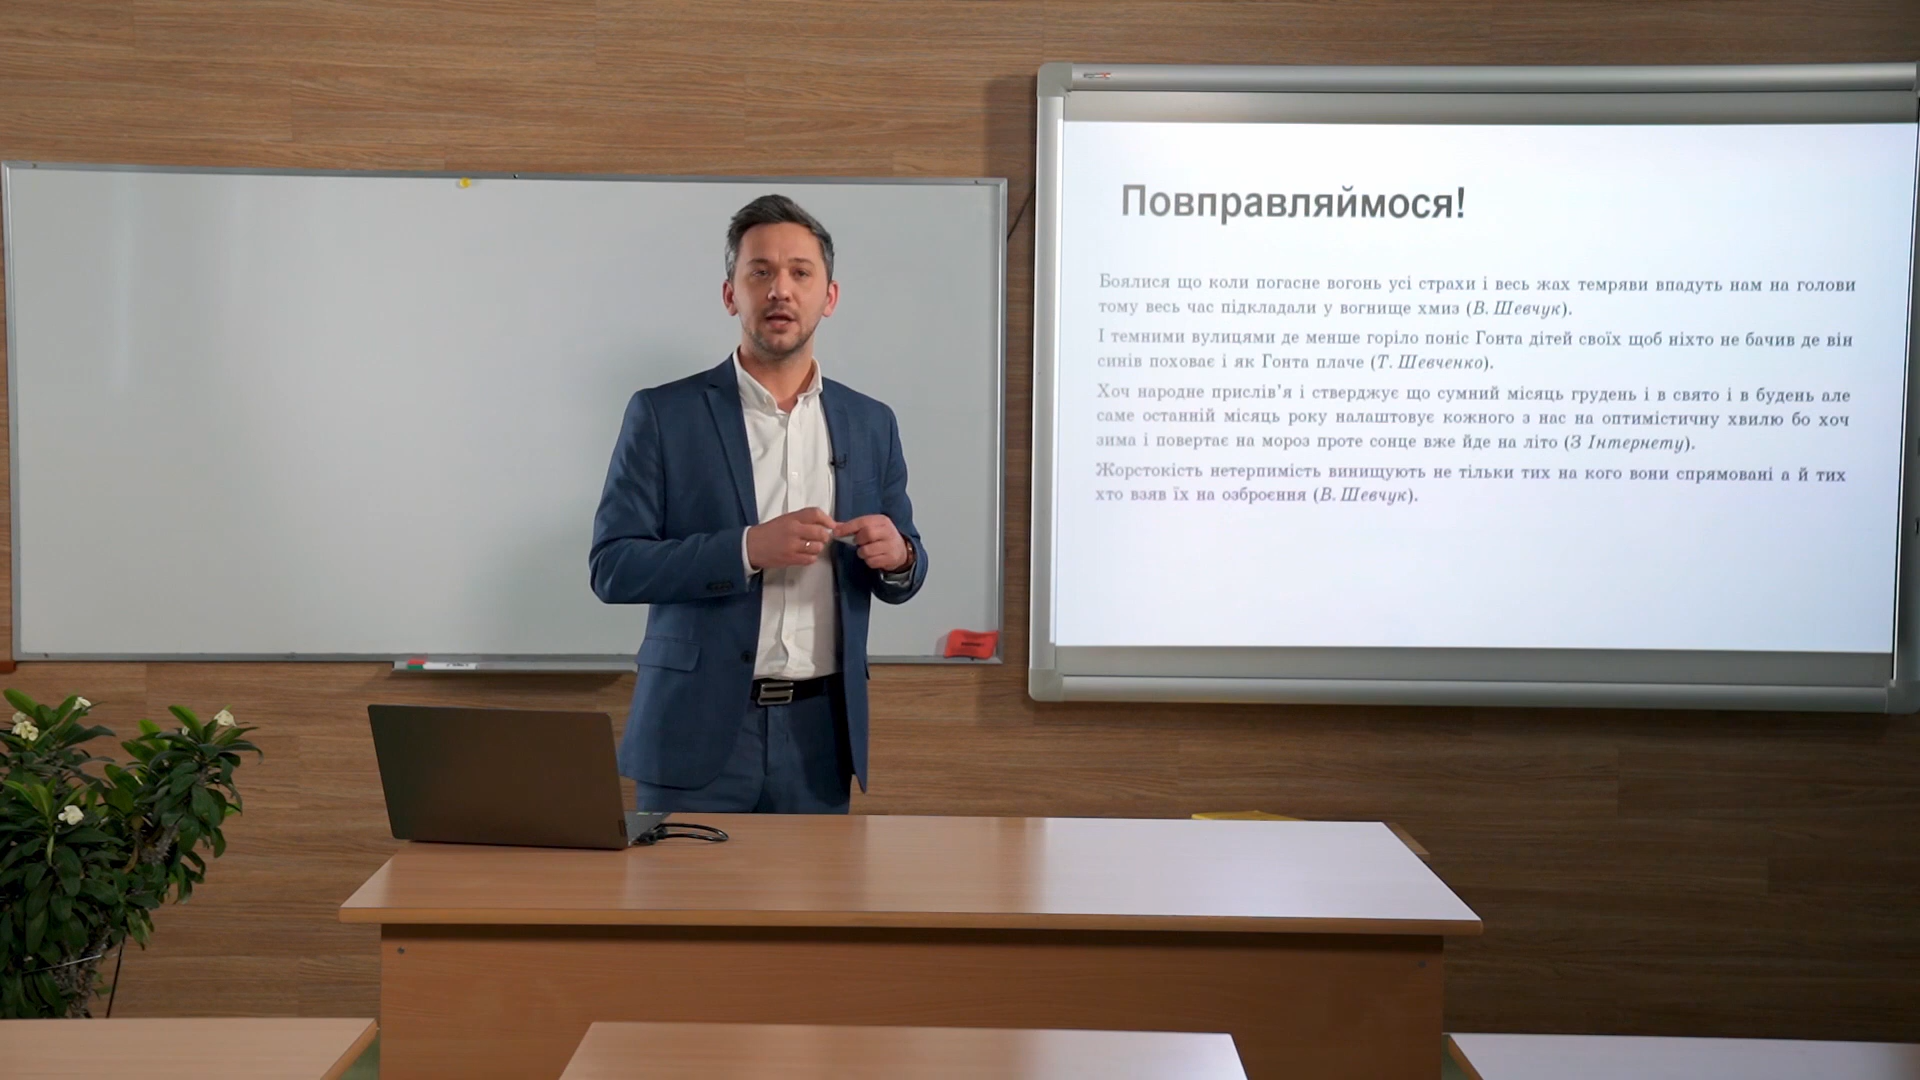 Повправляймося!
Боялися що коли погасне вогонь усі страхи і весь жах темряви впадуть нам на голови
тому весь час підкладали у вогнище хмиз (В. Шевчук).
І темними вулицями де менше горіло поніс Гонта дітей своїх щоб ніхто не бачив де він
синів поховає і як Гонта плаче (Т. Шевченко).
Хоч народне прислів’я і стверджує що сумний місяць грудень і в свято і в будень але
саме останній місяць року налаштовує кожного з нас на оптимістичну хвилю бо хоч
зима і повертає на мороз проте сонце вже йде на літо (З Інтернету).
Жорстокість нетерпимість винищують не тільки тих на кого вони спрямовані а й тих
хто взяв їх на озброєння (В. Шевчук).